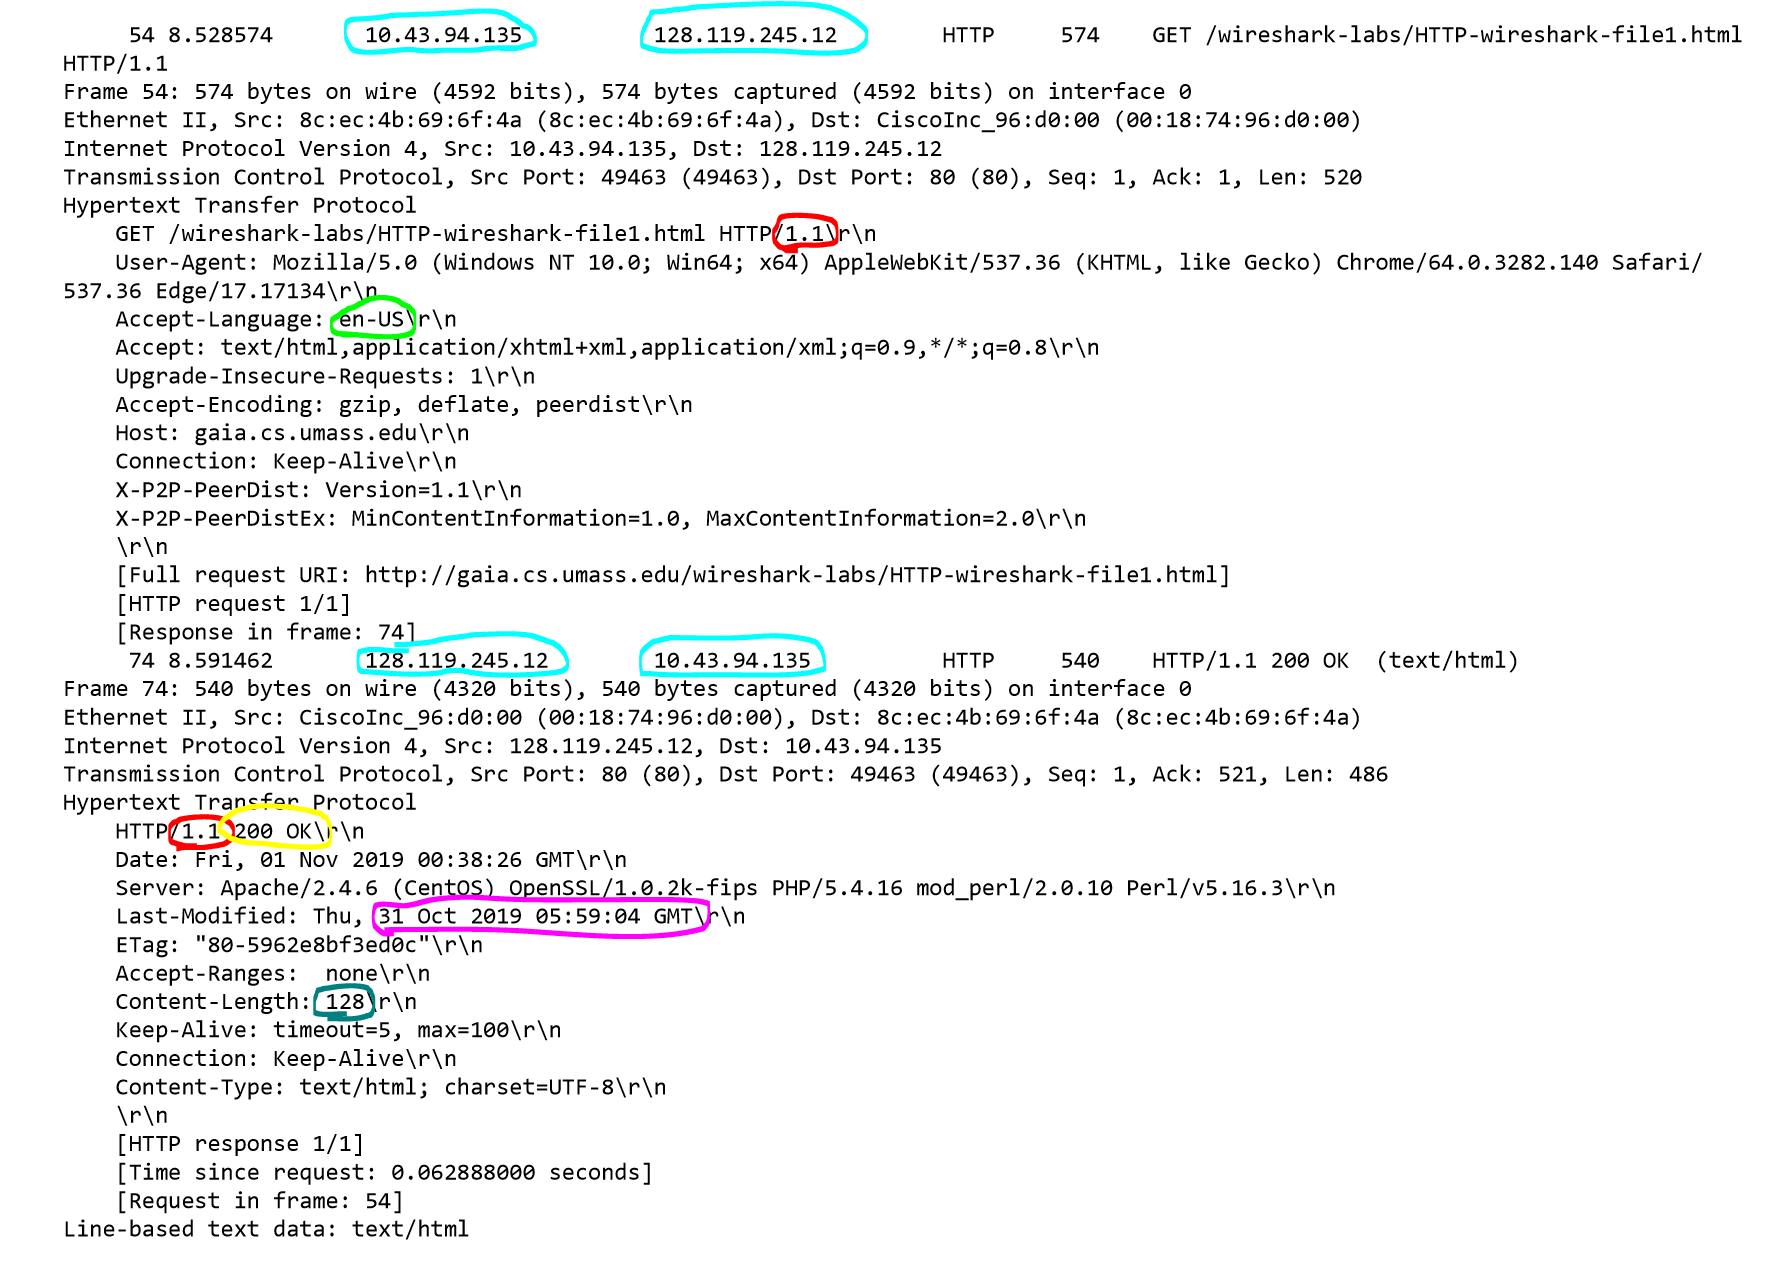 54 8.528574 10.43.94.135 128.119.245.12 HTTP 574 GET /wireshark-labs/HTTP-wireshark-file1.html
HTTP/1.1
Frame 54: 574 bytes on wire (4592 bits), 574 bytes captured (4592 bits) on interface 0
Ethernet II, Src: 8c:ec:4b:69:6f:4a (8c:ec:4b:69:6f:4a), Dst: CiscoInc_96:d0:00 (00:18:74:96:d0:00)
Internet Protocol Version 4, Src: 10.43.94.135, Dst: 128.119.245.12
Transmission Control Protocol, Src Port: 49463 (49463), Dst Port: 80 (80), Seq: 1, Ack: 1, Len: 520
Hypertext Transfer Protocol
GET /wireshark-labs/HTTP-wireshark-file1.html HTTP/1.1\r\n
User-Agent: Mozilla/5.0 (Windows NT 10.0; Win64; x64) AppleWebKit/537.36 (KHTML, like Gecko) Chrome/64.0.3282.140 Safari/
537.36 Edge/17.17134\r\n
Accept-Language: en-US\r\n
Accept: text/html,application/xhtml+xml,application/xml;q=0.9,*/*;q=0.8\r\n
Upgrade-Insecure-Requests: 1\r\n
Accept-Encoding: gzip, deflate, peerdist\r\n
Host: gaia.cs.umass.edu\r\n
Connection: Keep-Alive\r\n
X-P2P-PeerDist: Version=1.1\r\n
X-P2P-PeerDistEx: MinContentInformation=1.0, MaxContentInformation=2.0\r\n
\r\n
[Full request URI: http://gaia.cs.umass.edu/wireshark-labs/HTTP-wireshark-file1.html]
[HTTP request 1/1]
[Response in frame: 74]
74 8.591462 128.119.245.12 10.43.94.135 HTTP 540 HTTP/1.1 200 OK (text/html)
Frame 74: 540 bytes on wire (4320 bits), 540 bytes captured (4320 bits) on interface 0
Ethernet II, Src: CiscoInc_96:d0:00 (00:18:74:96:d0:00), Dst: 8c:ec:4b:69:6f:4a (8c:ec:4b:69:6f:4a)
Internet Protocol Version 4, Src: 128.119.245.12, Dst: 10.43.94.135
Transmission Control Protocol, Src Port: 80 (80), Dst Port: 49463 (49463), Seq: 1, Ack: 521, Len: 486
Hypertext Transfer Protocol
HTTP/1.1 200 OK\r\n
Date: Fri, 01 Nov 2019 00:38:26 GMT\r\n
Server: Apache/2.4.6 (CentOS) OpenSSL/1.0.2k-fips PHP/5.4.16 mod_perl/2.0.10 Perl/v5.16.3\r\n
Last-Modified: Thu, 31 Oct 2019 05:59:04 GMT\r\n
ETag: "80-5962e8bf3ed0c"\r\n
Accept-Ranges: none\r\n
Content-Length: 128\r\n
Keep-Alive: timeout=5, max=100\r\n
Connection: Keep-Alive\r\n
Content-Type: text/html; charset=UTF-8\r\n
\r\n
[HTTP response 1/1]
[Time since request: 0.062888000 seconds]
[Request in frame: 54]
Line-based text data: text/html